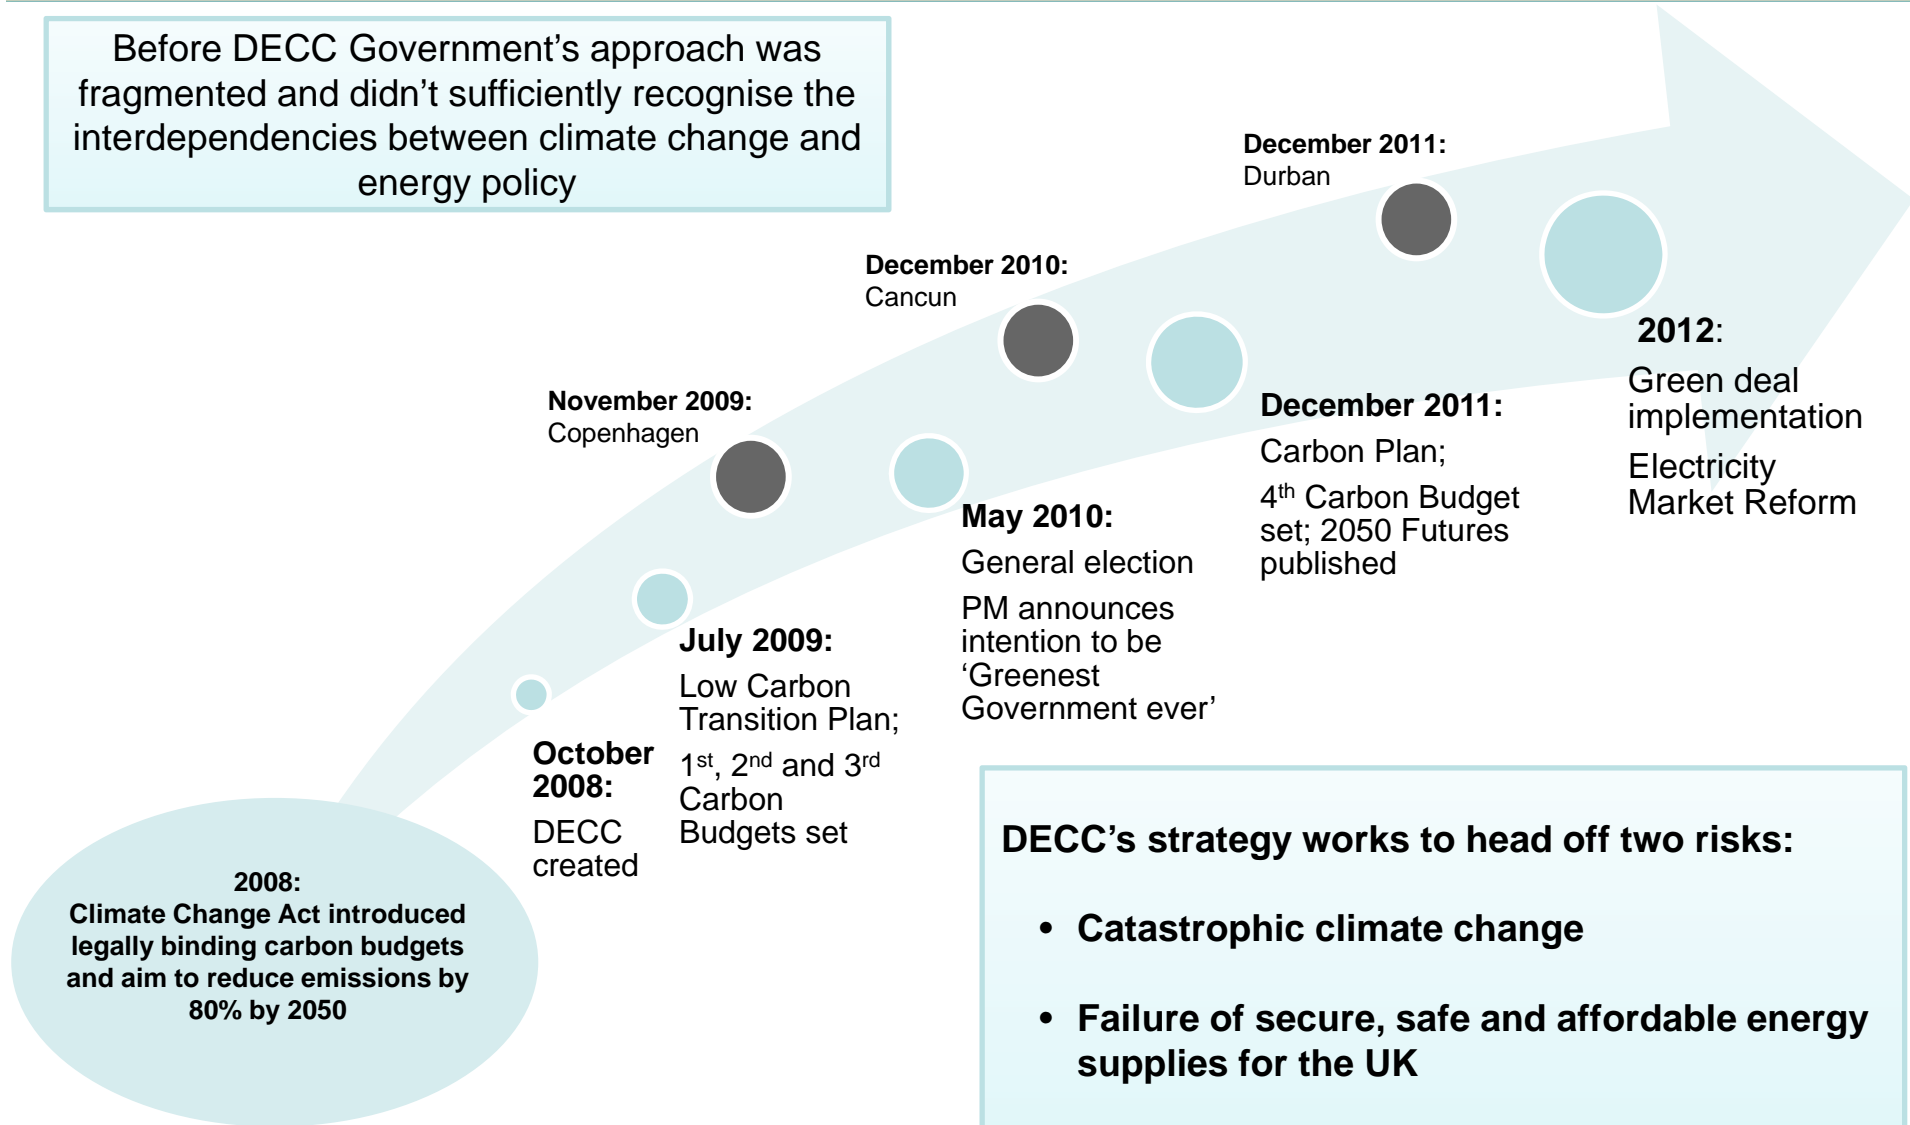 Before DECC Government’s approach was
fragmented and didn’t sufficiently recognise the
interdependencies between climate change and
energy policy
December 2011:
Durban
December 2010:
Cancun
November 2009:
Copenhagen
2012:
Green deal
implementation
Electricity
Market Reform
December 2011:
Carbon Plan;
4th Carbon Budget
set; 2050 Futures
published
May 2010:
General election
PM announces
intention to be
‘Greenest
Government ever’
July 2009:
Low Carbon
Transition Plan;
1st, 2nd and 3rd
Carbon
Budgets set
October
2008:
DECC
created
2008:
Climate Change Act introduced
legally binding carbon budgets
and aim to reduce emissions by
80% by 2050
DECC’s strategy works to head off two risks:
• Catastrophic climate change
• Failure of secure, safe and affordable energy
supplies for the UK